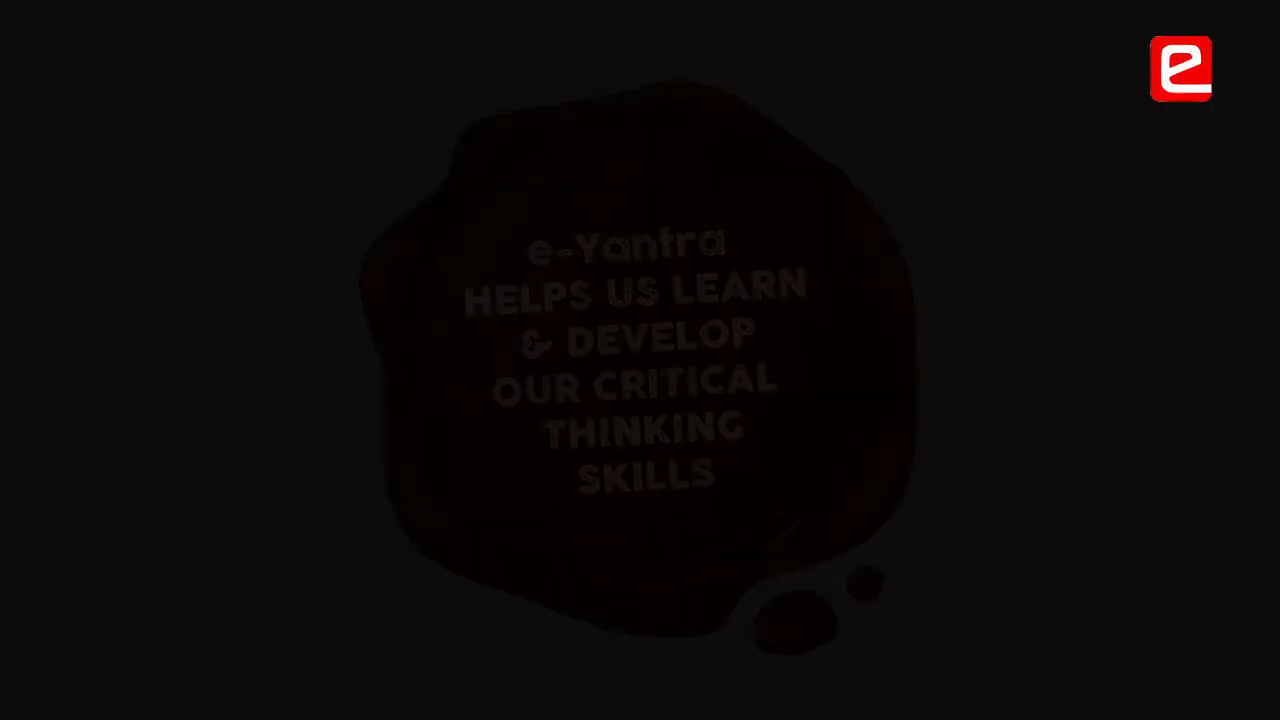 e
e-Yantra
HELPS US LEARN
& DEVELOP
OUR CRITICAL
THINKING
SKILLS